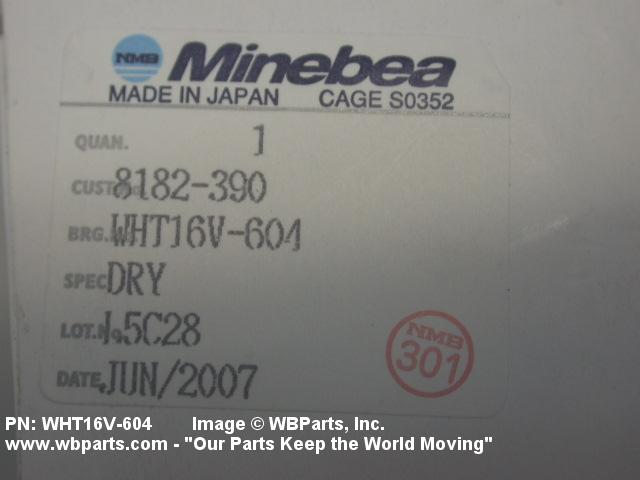 NMB Minebea
MADE IN JAPAN CAGE S0352
QUAN. 1
CUST. 8182-390
BRG. WHT16V-604
SPEC DRY
LOT. 5C28
DATE. JUN/2007
NMB
301
PN: WHT16V-604 Image © WBParts, Inc.
www.wbparts.com - "Our Parts Keep the World Moving"